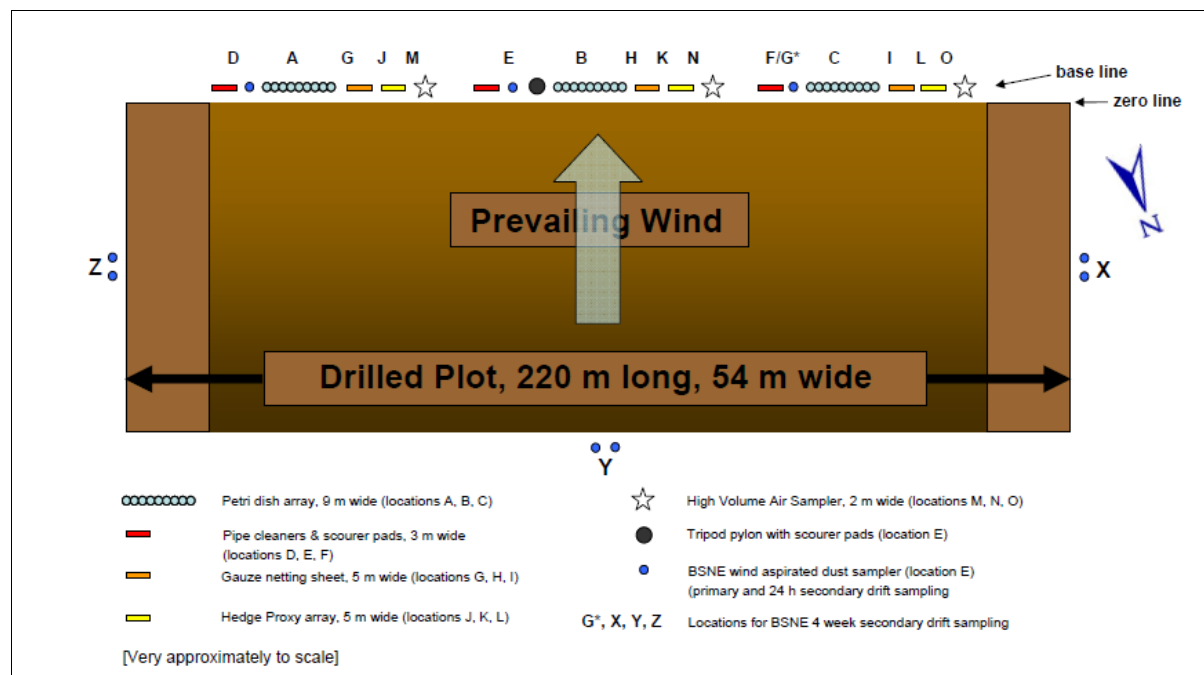 D A G J M E B H K N F/G* C I L O
base line
zero line
Prevailing Wind
N
Z
X
Drilled Plot, 220 m long, 54 m wide
Y
Petri dish array, 9 m wide (locations A, B, C)
High Volume Air Sampler, 2 m wide (locations M, N, O)
Pipe cleaners & scourer pads, 3 m wide
(locations D, E, F)
Tripod pylon with scourer pads (location E)
Gauze netting sheet, 5 m wide (locations G, H, I)
BSNE wind aspirated dust sampler (location E)
(primary and 24 h secondary drift sampling
Hedge Proxy array, 5 m wide (locations J, K, L)
G*, X, Y, Z Locations for BSNE 4 week secondary drift sampling
[Very approximately to scale]